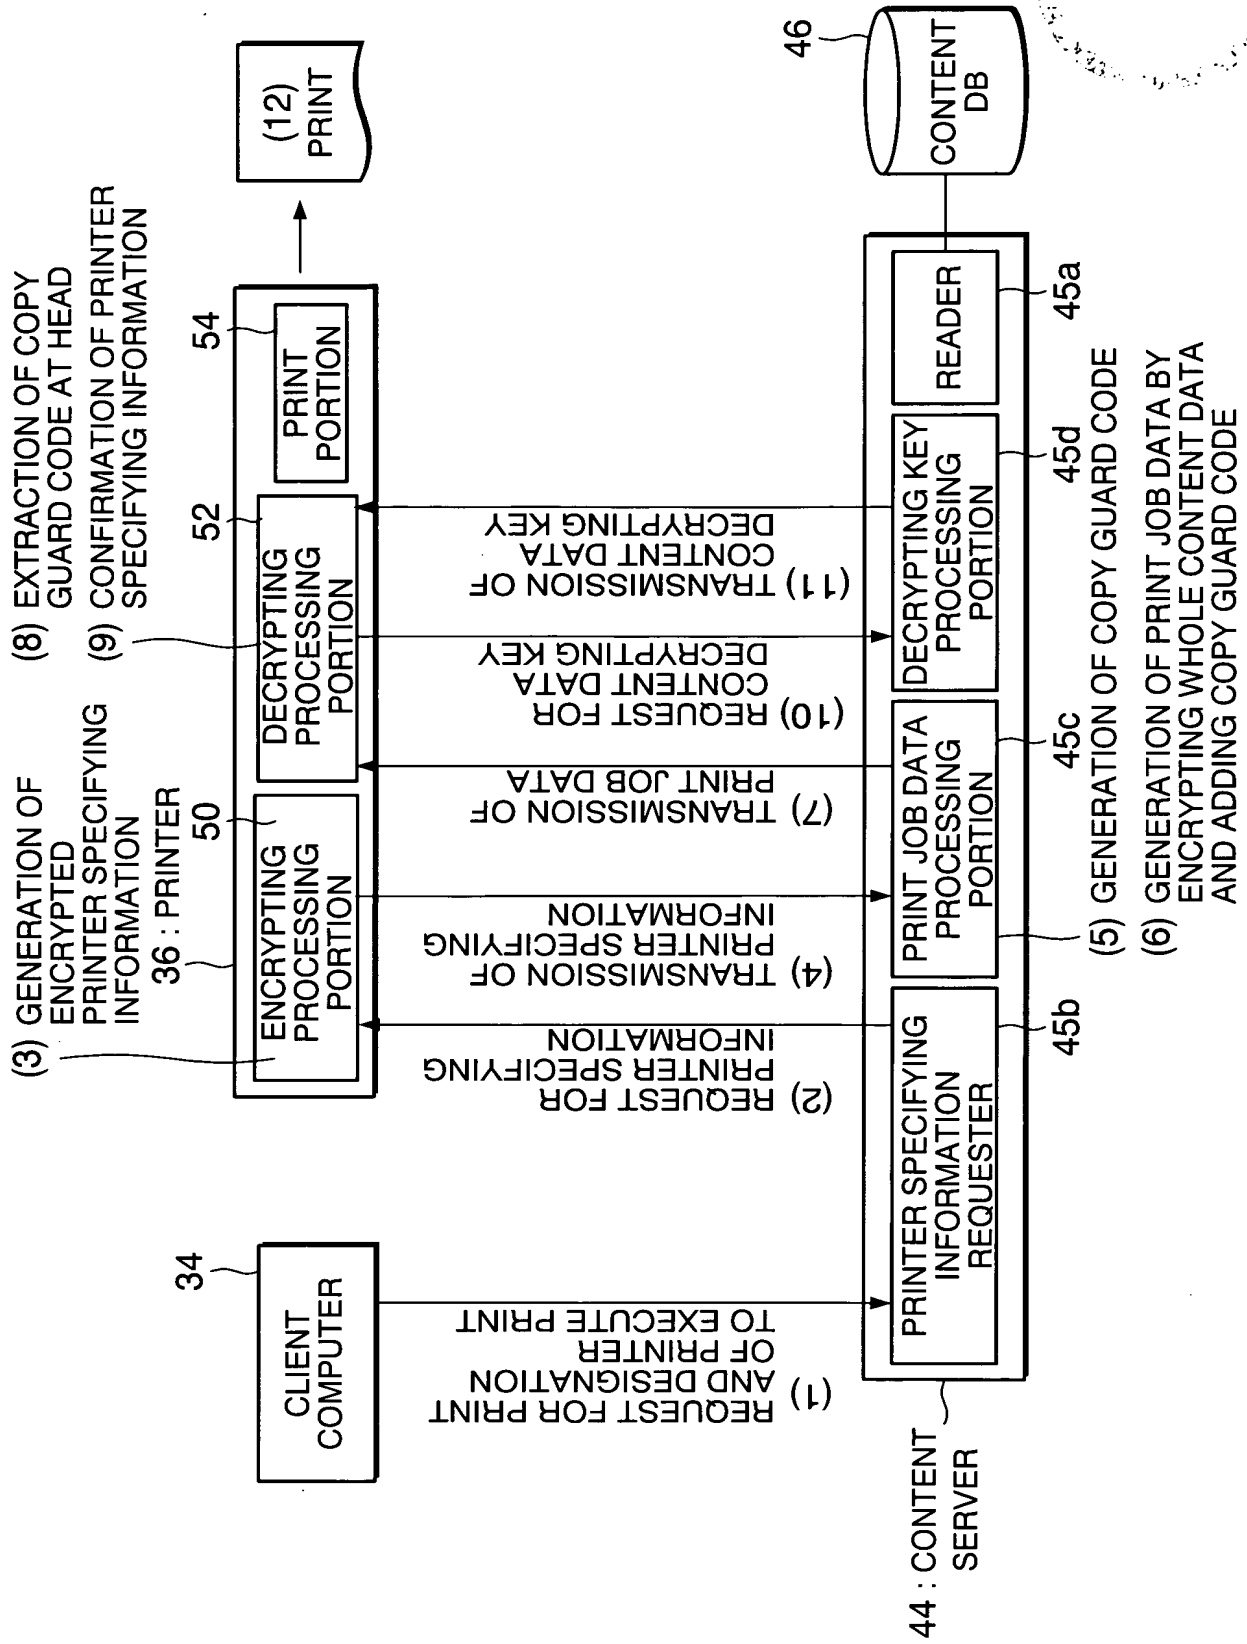 (3) GENERATION OF
ENCRYPTED
PRINTER SPECIFYING
INFORMATION
36 : PRINTER
(8) EXTRACTION OF COPY
GUARD CODE AT HEAD
(9) CONFIRMATION OF PRINTER
SPECIFYING INFORMATION
34
CLIENT
COMPUTER
50
ENCRYPTING
PROCESSING
PORTION
52
DECRYPTING
PROCESSING
PORTION
54
PRINT
PORTION
(12)
PRINT
(1) REQUEST FOR PRINT
AND DESIGNATION
OF PRINTER
TO EXECUTE PRINT
(2) REQUEST FOR
PRINTER SPECIFYING
INFORMATION
(4) TRANSMISSION OF
PRINTER SPECIFYING
INFORMATION
(7) TRANSMISSION OF
PRINT JOB DATA
(10) REQUEST FOR
CONTENT DATA
DECRYPTING KEY
(11) TRANSMISSION OF
CONTENT DATA
DECRYPTING KEY
44 : CONTENT
SERVER
PRINTER SPECIFYING
INFORMATION
REQUESTER
45b
PRINT JOB DATA
PROCESSING
PORTION
45c
DECRYPTING KEY
PROCESSING
PORTION
45d
READER
45a
46
CONTENT
DB
(5) GENERATION OF COPY GUARD CODE
(6) GENERATION OF PRINT JOB DATA BY
ENCRYPTING WHOLE CONTENT DATA
AND ADDING COPY GUARD CODE